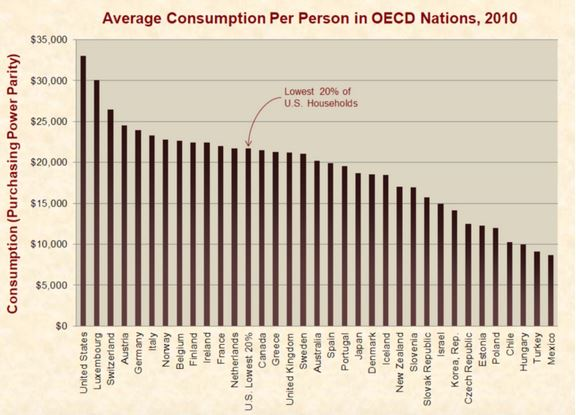 Average Consumption Per Person in OECD Nations, 2010
Consumption (Purchasing Power Parity)
$35,000
$30,000
$25,000
$20,000
$15,000
$10,000
$5,000
$0
Lowest 20% of
U.S. Households
United States
Luxembourg
Switzerland
Austria
Germany
Italy
Norway
Belgium
Finland
Ireland
France
Netherlands
U.S. Lowest 20%
Canada
Greece
United Kingdom
Sweden
Australia
Spain
Portugal
Japan
Denmark
Iceland
New Zealand
Slovenia
Slovak Republic
Israel
Korea, Rep.
Czech Republic
Estonia
Poland
Chile
Hungary
Turkey
Mexico